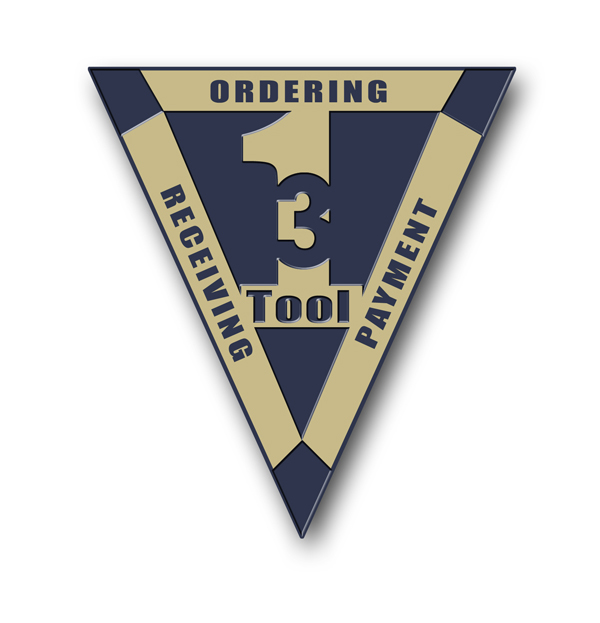 ORDERING
1
3
Tool
RECEIVING
PAYMENT